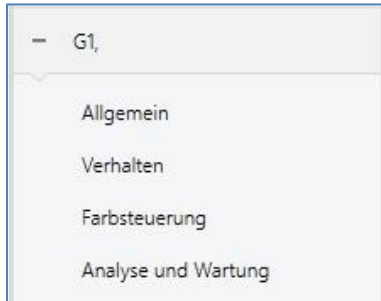 G1,
Allgemein
Verhalten
Farbsteuerung
Analyse und Wartung